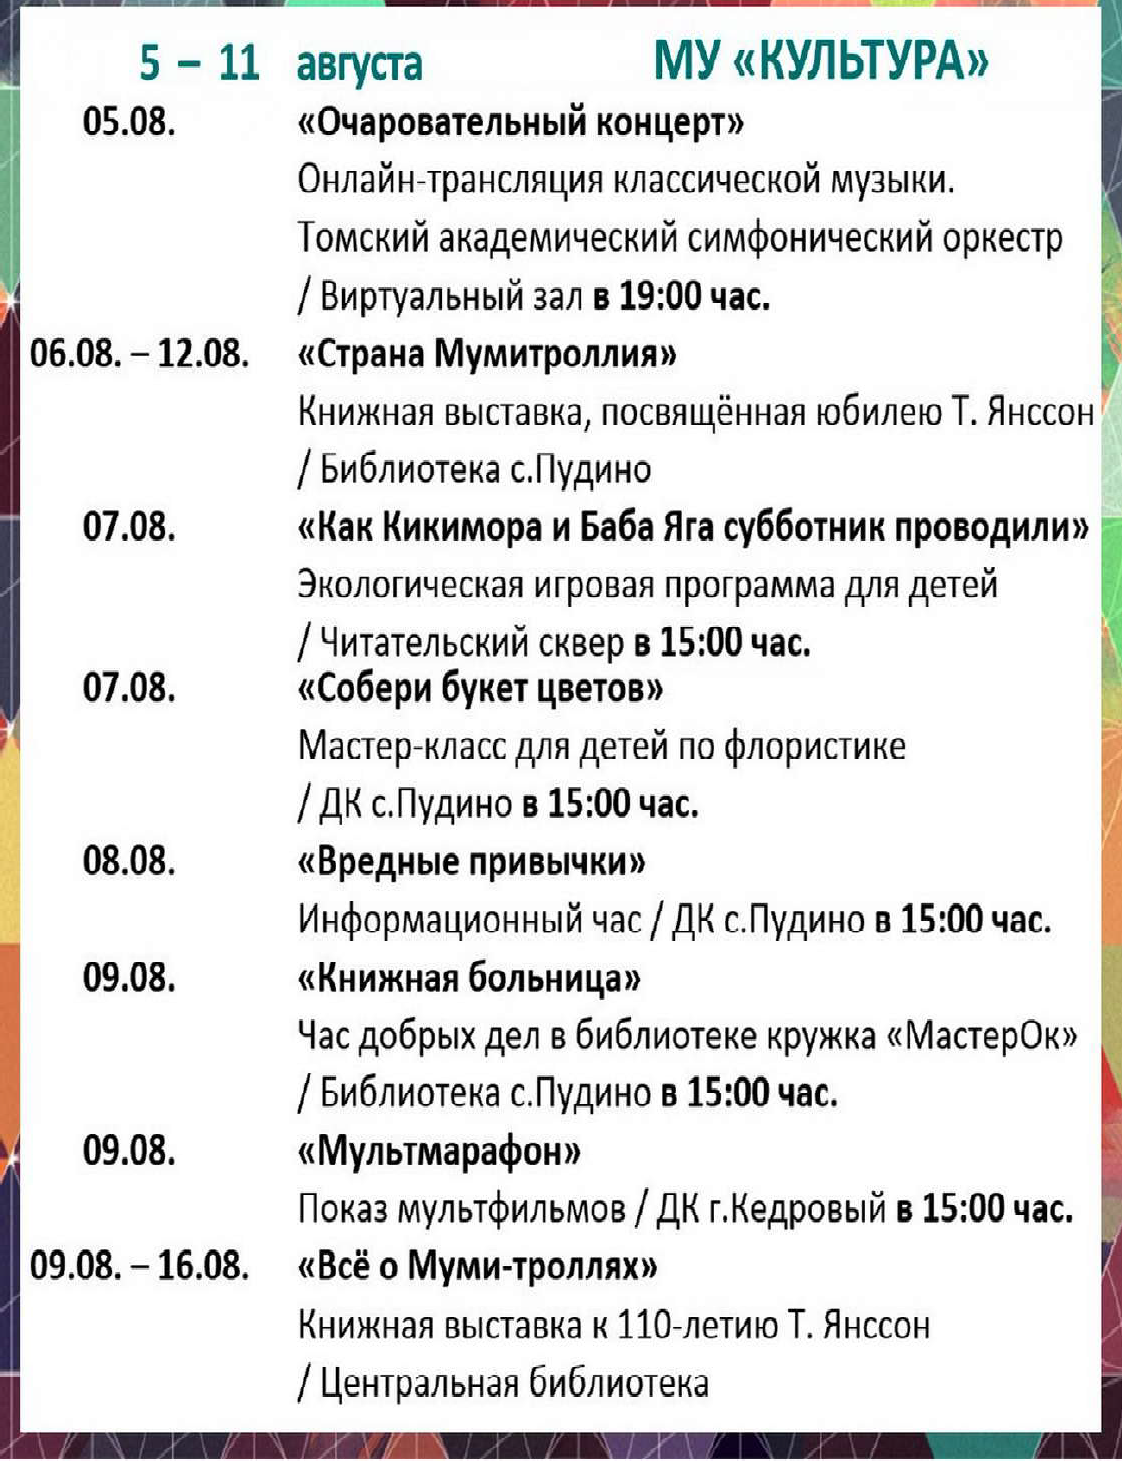 5 – 11 августа МУ «КУЛЬТУРА»
05.08. «Очаровательный концерт»
Онлайн-трансляция классической музыки.
Томский академический симфонический оркестр
/ Виртуальный зал в 19:00 час.
06.08. – 12.08. «Страна Мумитроллия»
Книжная выставка, посвящённая юбилею Т. Янссон
/ Библиотека с.Пудино
07.08. «Как Кикимора и Баба Яга субботник проводили»
Экологическая игровая программа для детей
/ Читательский сквер в 15:00 час.
07.08. «Собери букет цветов»
Мастер-класс для детей по флористике
/ ДК с.Пудино в 15:00 час.
08.08. «Вредные привычки»
Информационный час / ДК с.Пудино в 15:00 час.
09.08. «Книжная больница»
Час добрых дел в библиотеке кружка «МастерОк»
/ Библиотека с.Пудино в 15:00 час.
09.08. «Мультмарафон»
Показ мультфильмов / ДК г.Кедровый в 15:00 час.
09.08. – 16.08. «Всё о Муми-троллях»
Книжная выставка к 110-летию Т. Янссон
/ Центральная библиотека